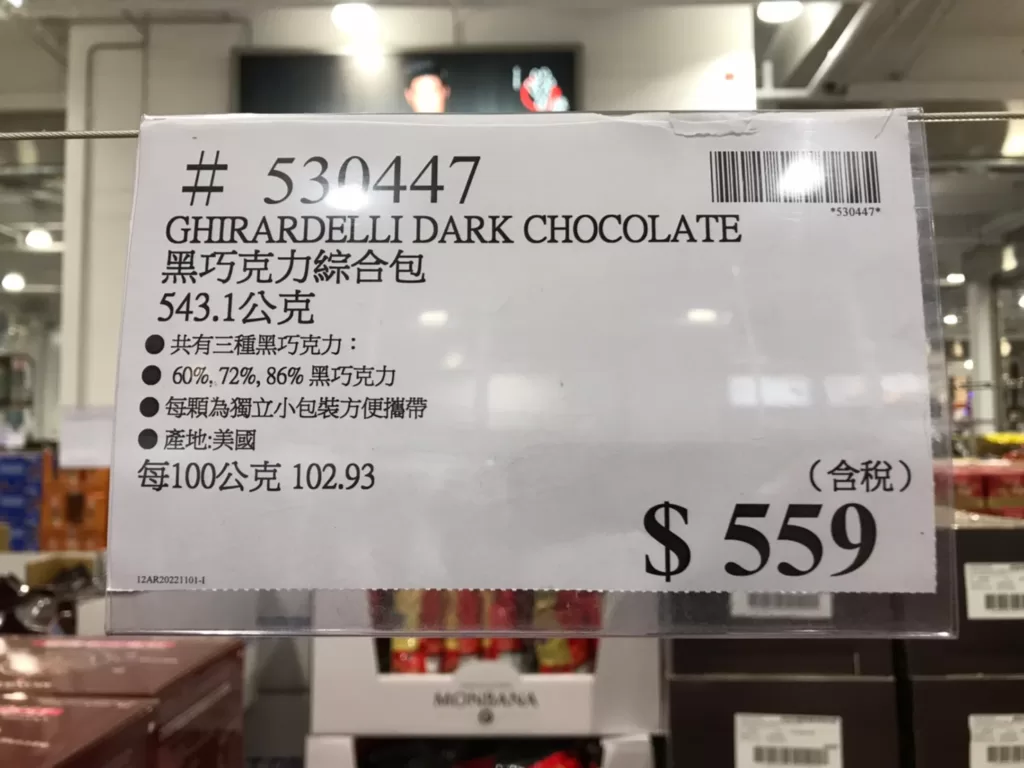 # 530447
*530447*
GHIRARDELLI DARK CHOCOLATE
黑巧克力綜合包
543.1公克
● 共有三種黑巧克力：
● 60%, 72%, 86% 黑巧克力
● 每顆為獨立小包裝方便攜帶
● 產地:美國
每100公克 102.93
（含稅）
$ 559
12AR20221101-I
MONBANA